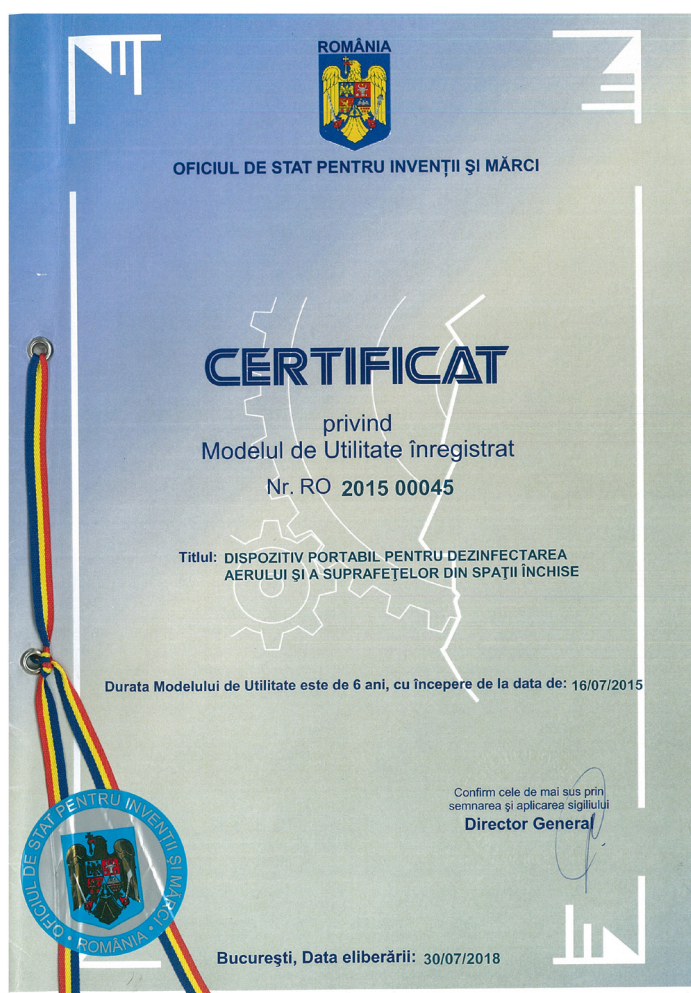 ROMÂNIA
OFICIUL DE STAT PENTRU INVENȚII ŞI MĂRCI
CERTIFICAT
privind
Modelul de Utilitate înregistrat
Nr. RO 2015 00045
Titlul: DISPOZITIV PORTABIL PENTRU DEZINFECTAREA
AERULUI ŞI A SUPRAFEŢELOR DIN SPAŢII ÎNCHISE
Durata Modelului de Utilitate este de 6 ani, cu începere de la data de: 16/07/2015
Confirm cele de mai sus prin
semnarea şi aplicarea sigiliului
Director General
OFICIUL DE STAT PENTRU INVENȚII ŞI MĂRCI
• ROMÂNIA •
Bucureşti, Data eliberării: 30/07/2018